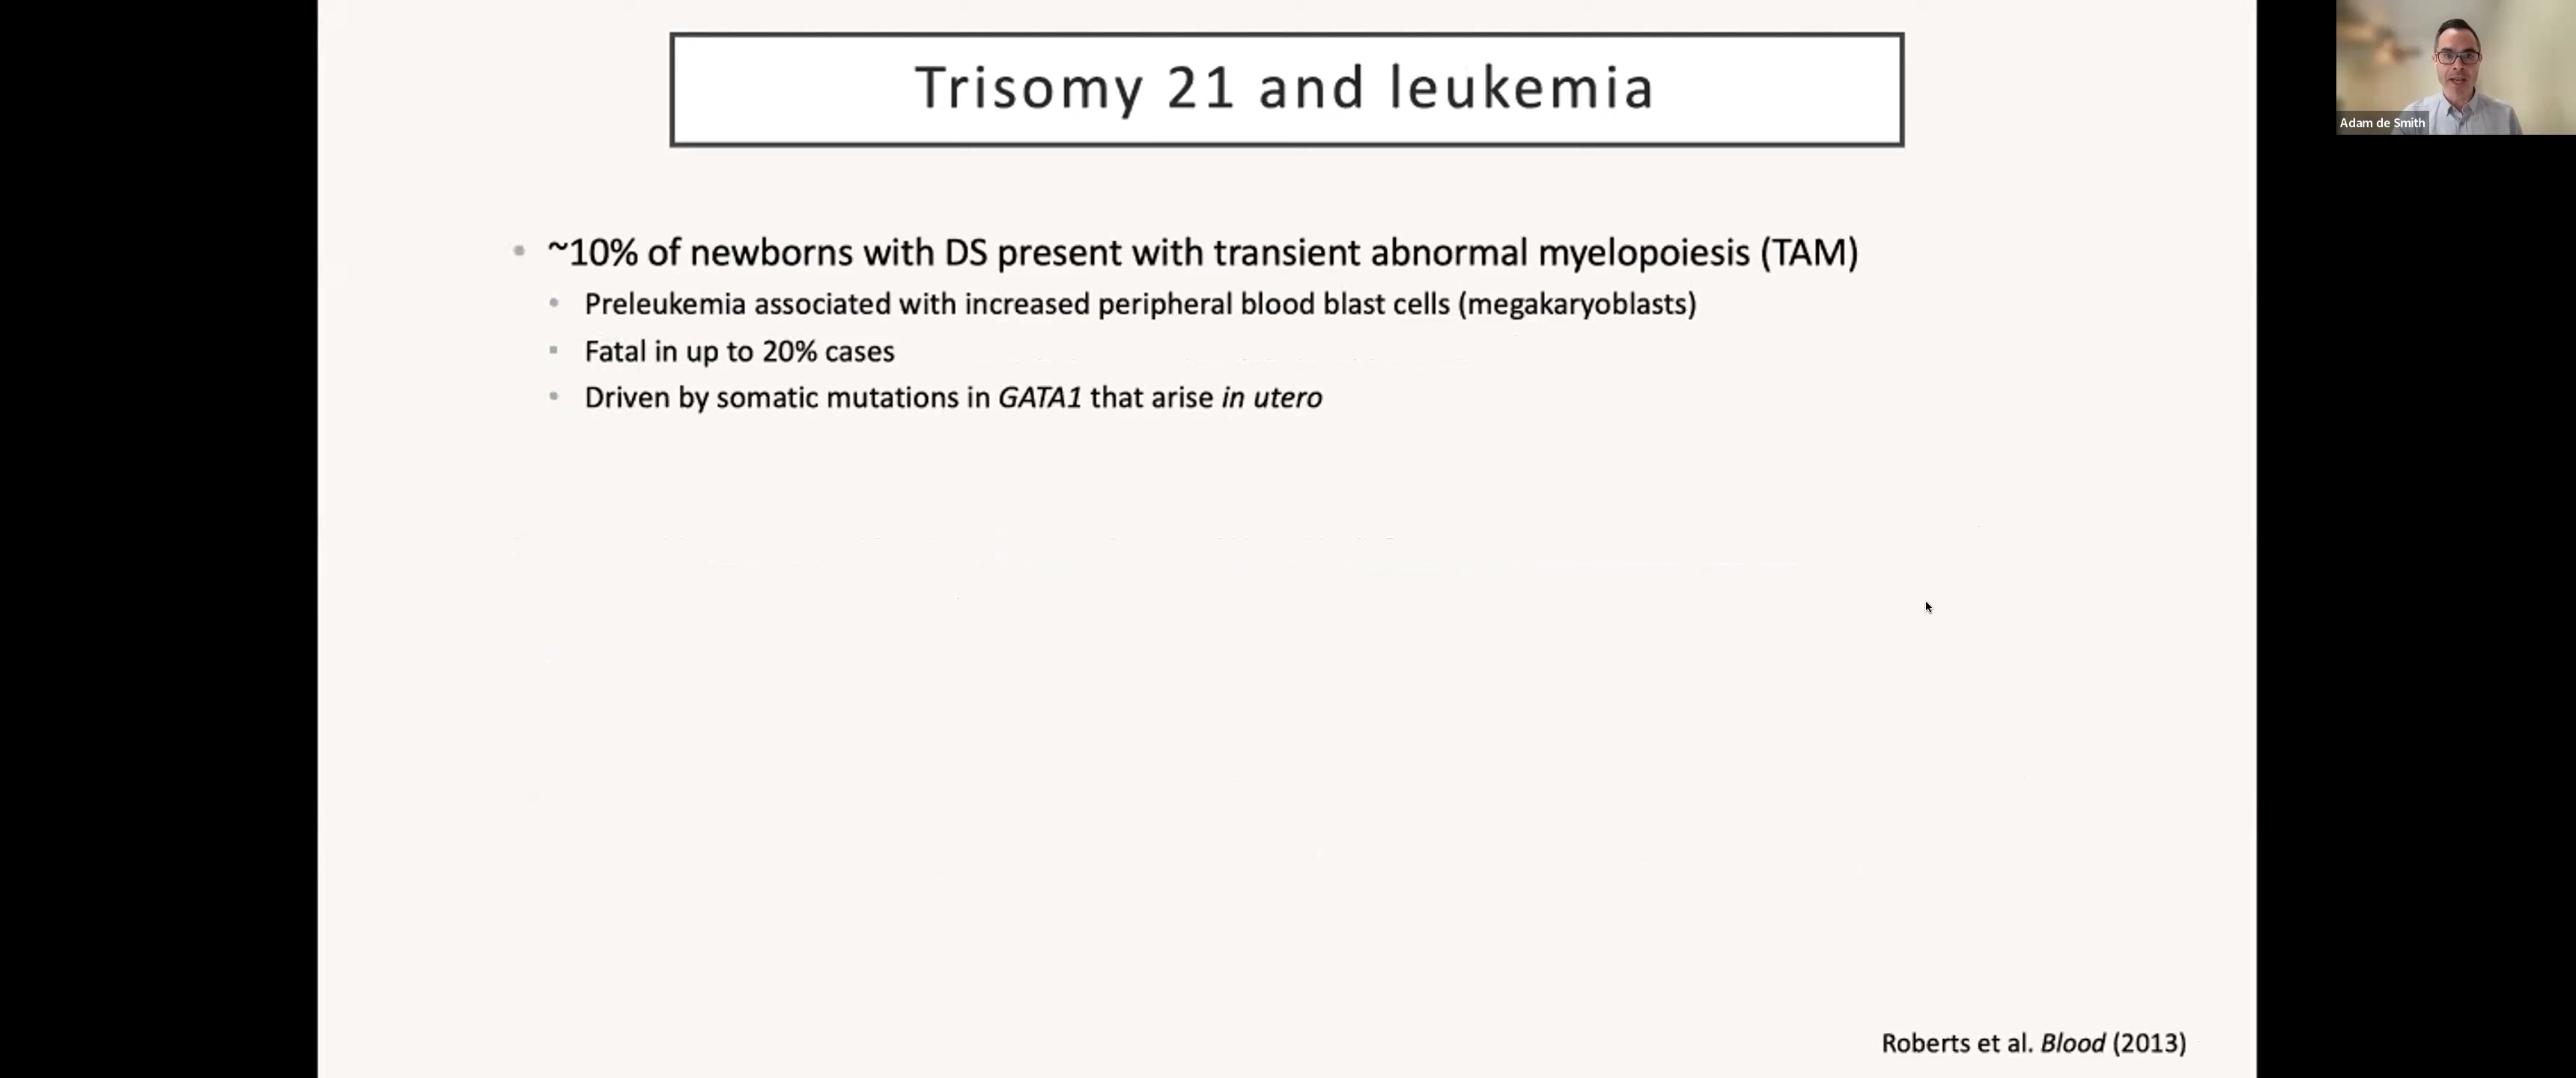 Trisomy 21 and leukemia
Adam de Smith
~10% of newborns with DS present with transient abnormal myelopoiesis (TAM)
Preleukemia associated with increased peripheral blood blast cells (megakaryoblasts)
Fatal in up to 20% cases
Driven by somatic mutations in GATA1 that arise in utero
Roberts et al. Blood (2013)